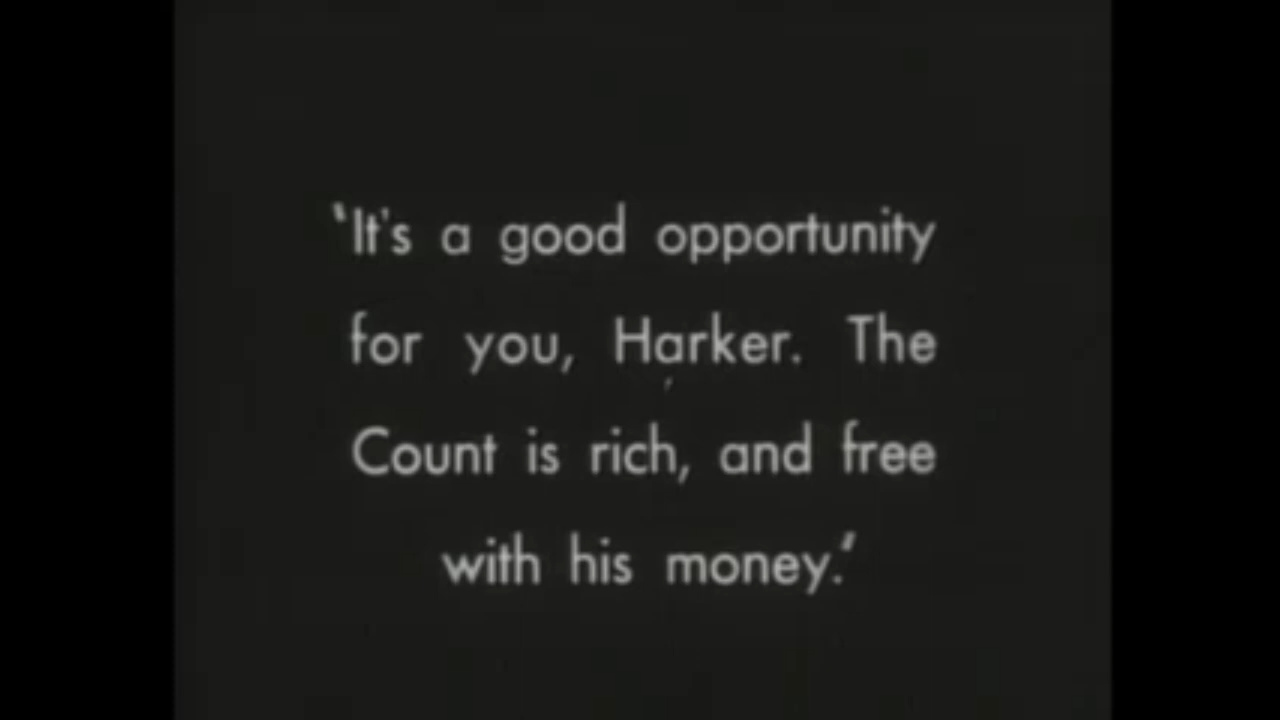 ‘It's a good opportunity
for you, Harker. The
Count is rich, and free
with his money.’